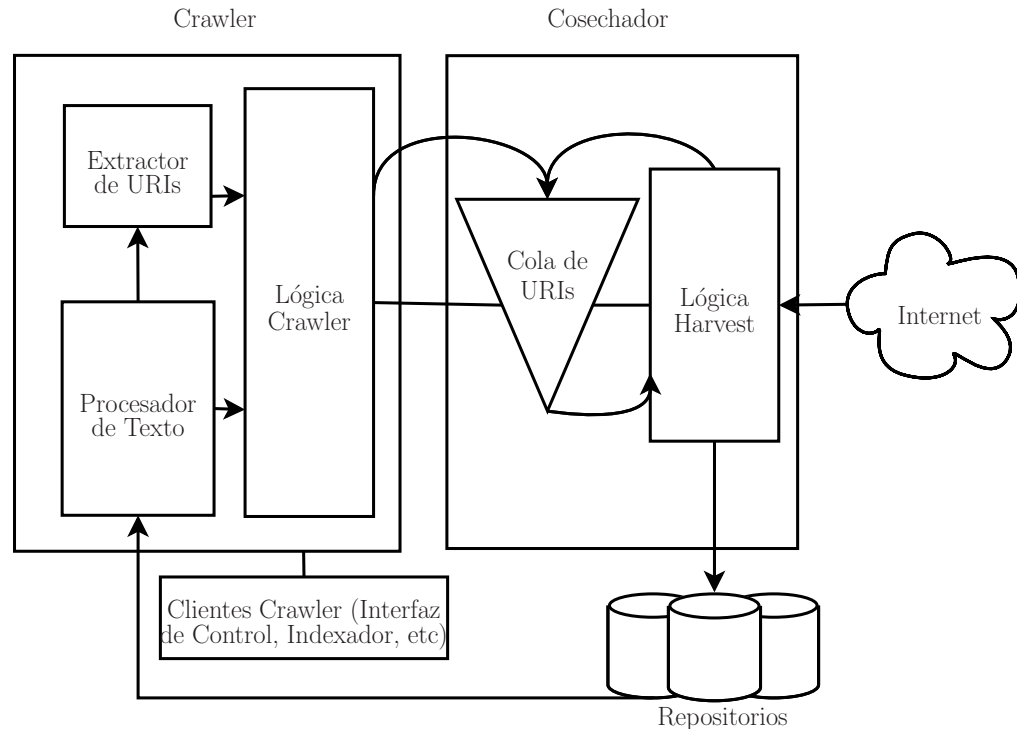 Crawler
Cosechador
Extractor
de URIs
Lógica
Crawler
Procesador
de Texto
Cola de
URIs
Lógica
Harvest
Internet
Clientes Crawler (Interfaz
de Control, Indexador, etc)
Repositorios